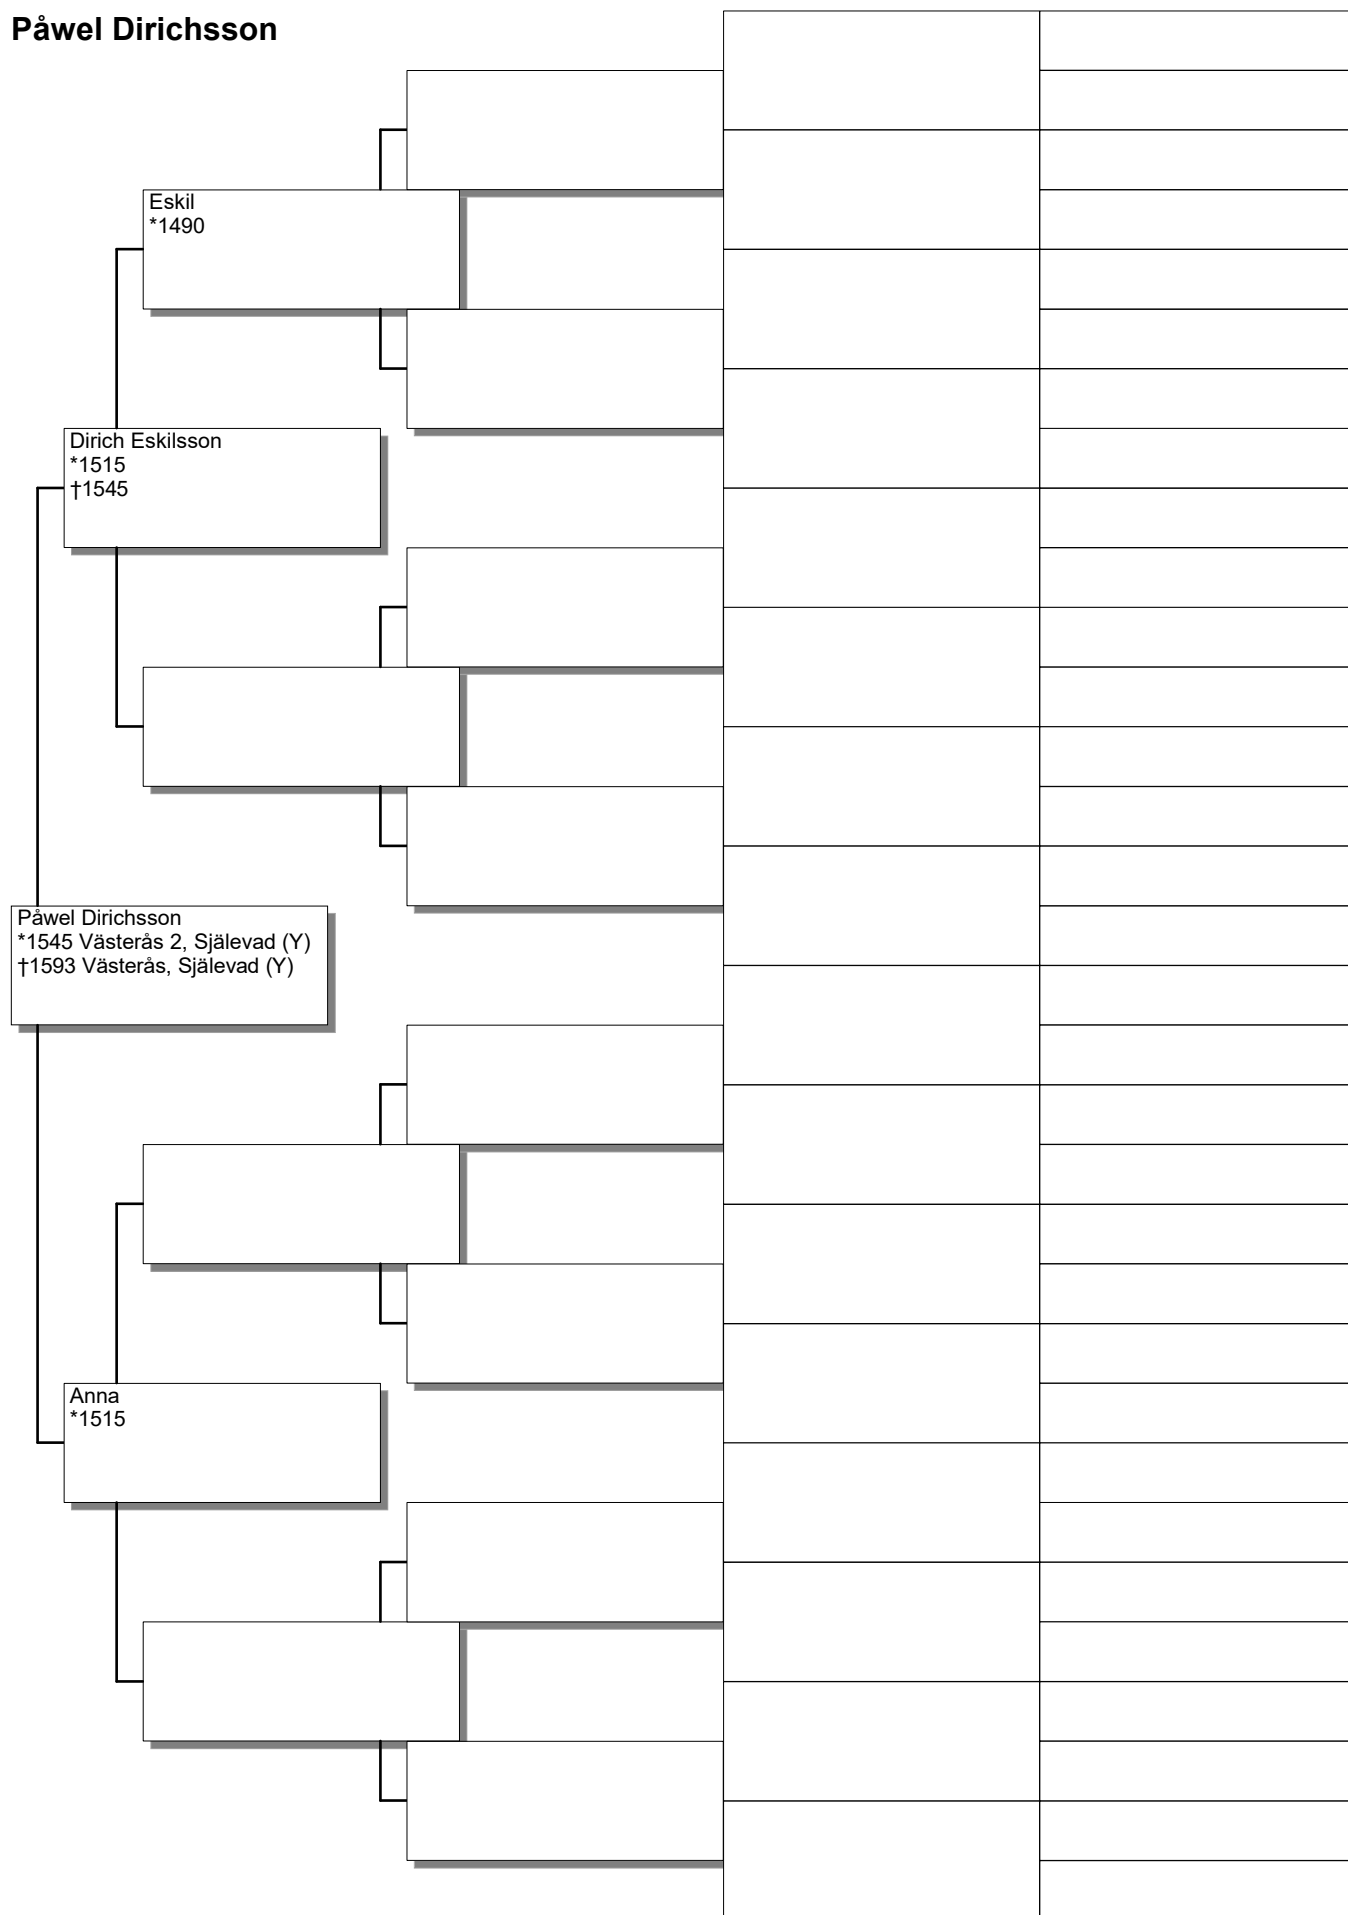 Påwel Dirichsson
Eskil
*1490
Dirich Eskilsson
*1515
†1545
Påwel Dirichsson
*1545 Västerås 2, Själevad (Y)
†1593 Västerås, Själevad (Y)
Anna
*1515